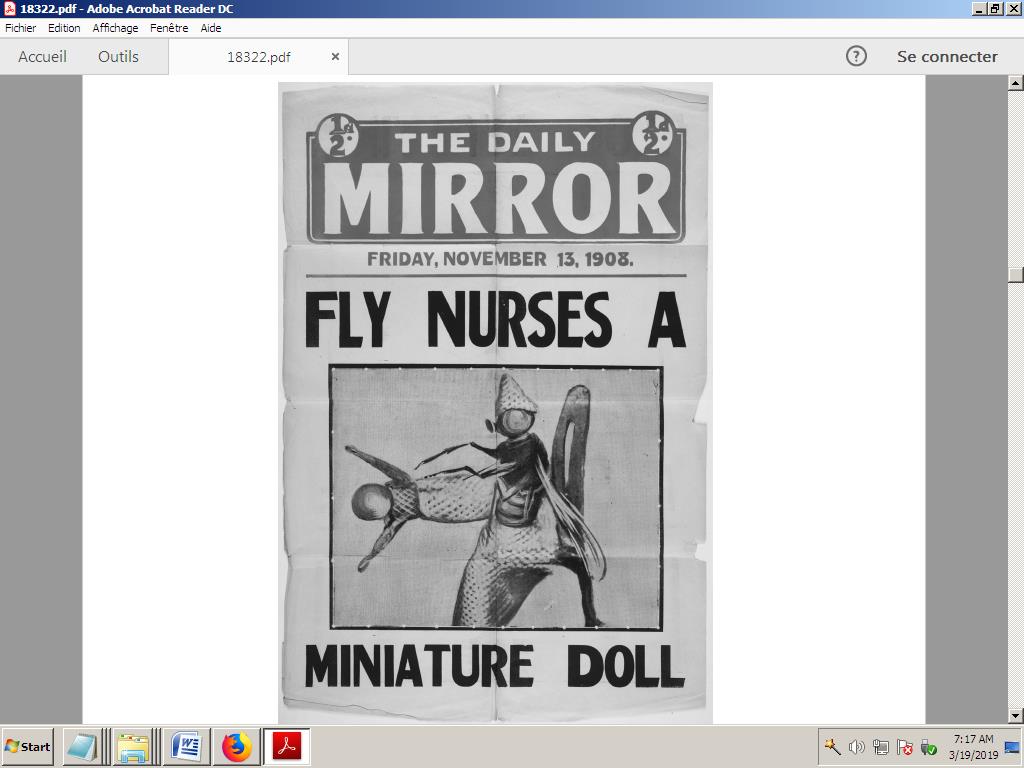 18322.pdf - Adobe Acrobat Reader DC
Fichier Edition Affichage Fenêtre Aide
Accueil Outils 18322.pdf × ? Se connecter
1/2 D. 1/2 D.
THE DAILY
MIRROR
FRIDAY, NOVEMBER 13, 1908.
FLY NURSES A
MINIATURE DOLL
Start
7:17 AM
3/19/2019